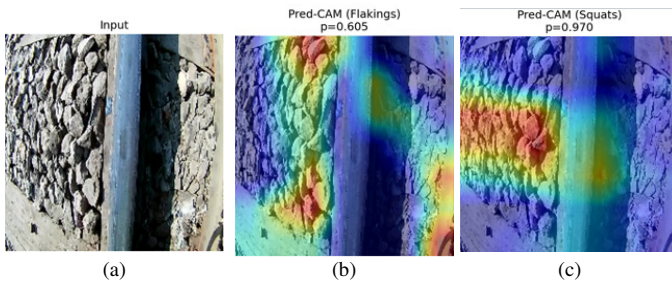 Input
Pred-CAM (Flakings)
p=0.605
Pred-CAM (Squats)
p=0.970
(a)
(b)
(c)